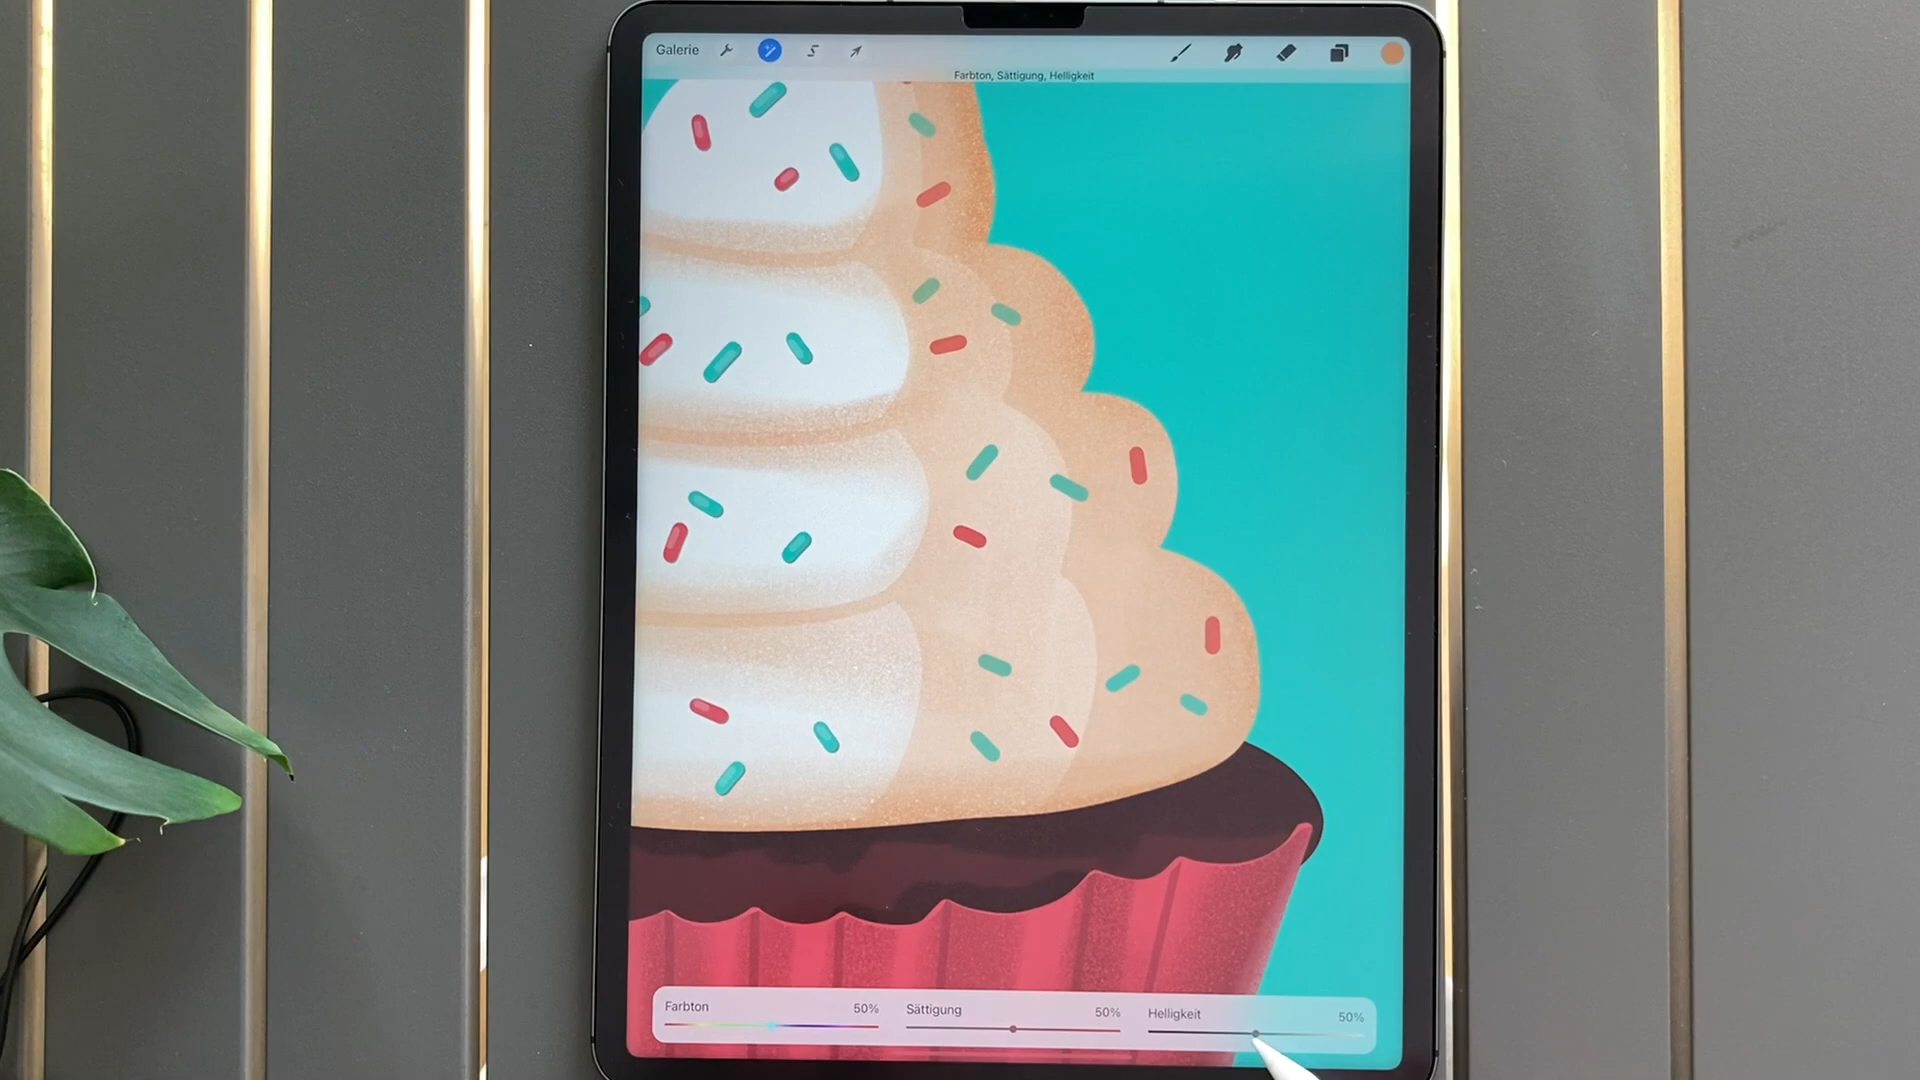 Galerie
Farbton, Sättigung, Helligkeit
Farbton 50%
Sättigung 50%
Helligkeit 50%